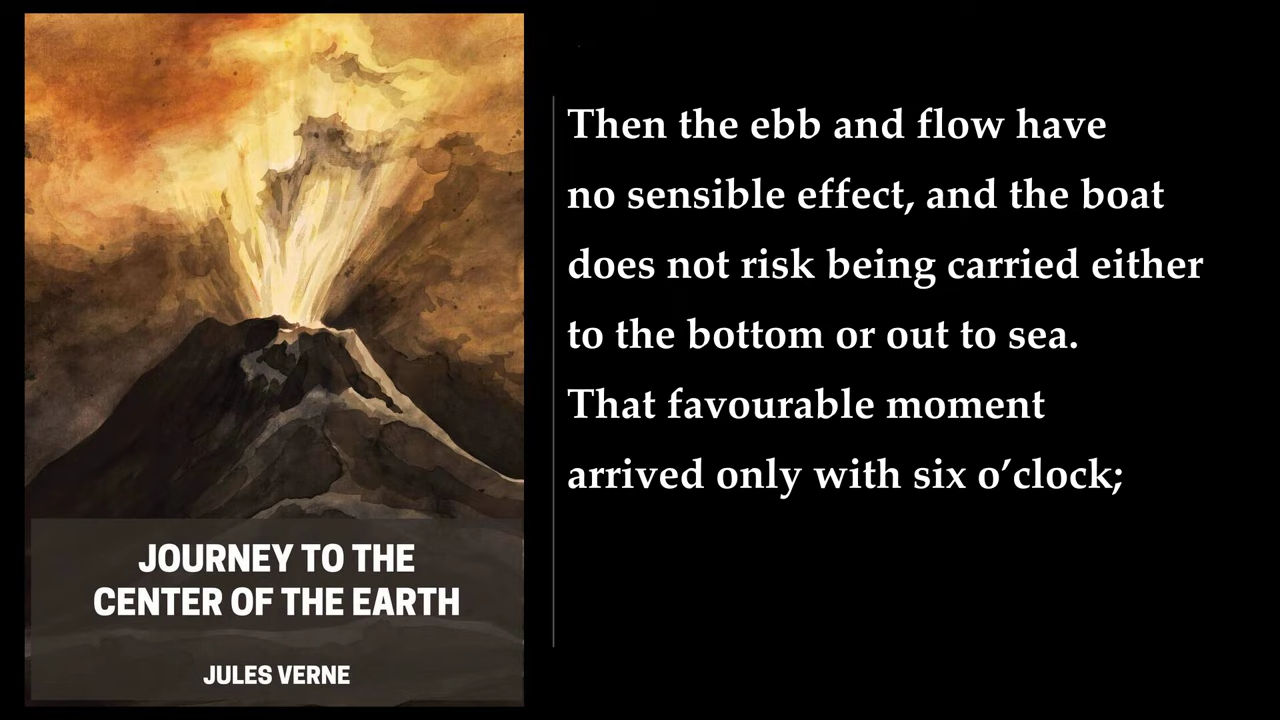 JOURNEY TO THE
CENTER OF THE EARTH
JULES VERNE
Then the ebb and flow have
no sensible effect, and the boat
does not risk being carried either
to the bottom or out to sea.
That favourable moment
arrived only with six o’clock;